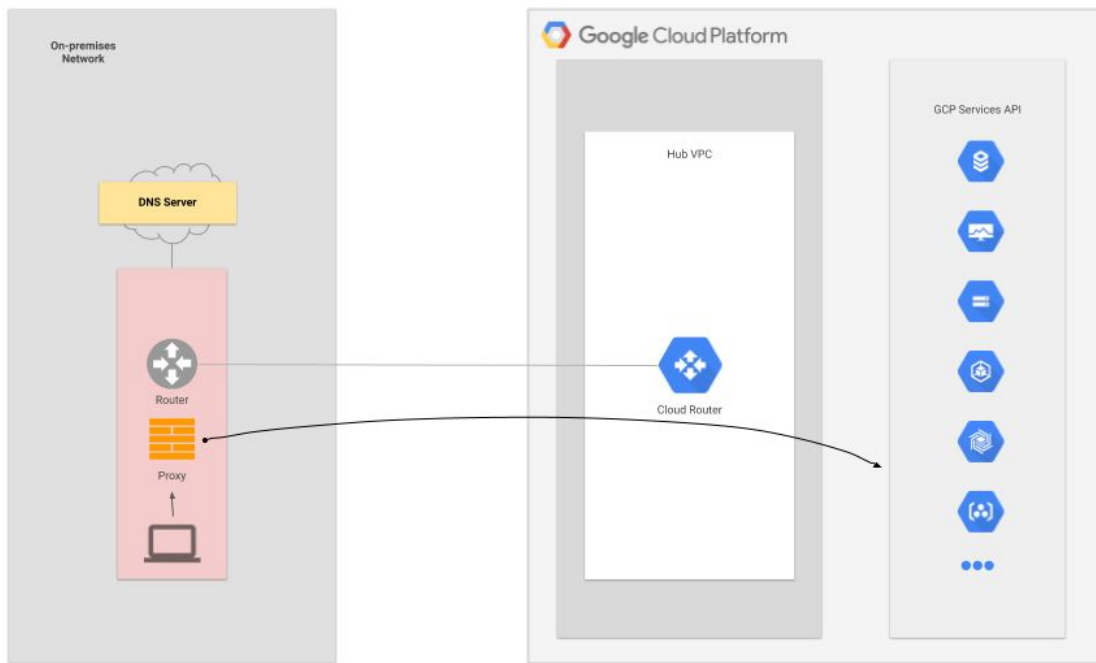 On-premises
Network
DNS Server
Router
Proxy
Google Cloud Platform
Hub VPC
Cloud Router
GCP Services API